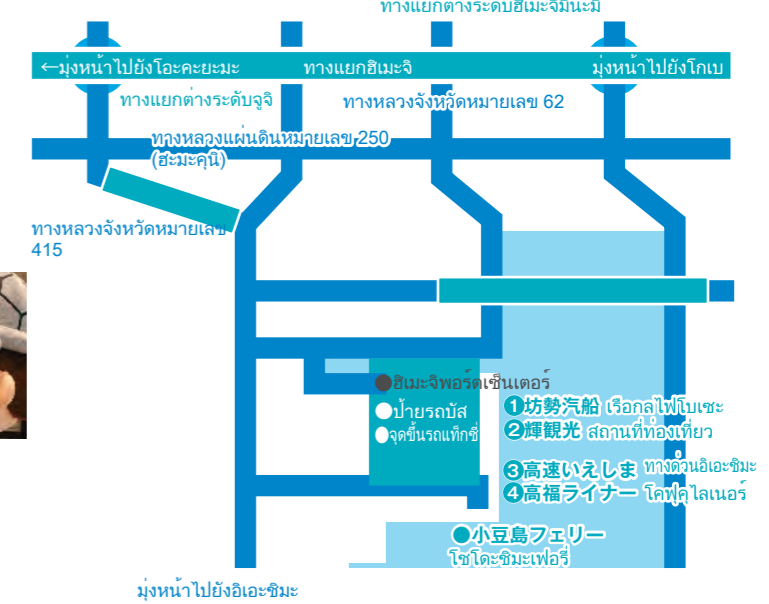 ทางแยกต่างระดับฮิเมะจิมินะมิ
←มุ่งหน้าไปยังโอะคะยะมะ ทางแยกฮิเมะจิ มุ่งหน้าไปยังโกเบ
ทางแยกต่างระดับจูจิ ทางหลวงจังหวัดหมายเลข 62
ทางหลวงแผ่นดินหมายเลข 250
(ฮะมะคุนิ)
ทางหลวงจังหวัดหมายเลข
415
●ฮิเมะจิพอร์ตเซ็นเตอร์
●ป้ายรถบัส
●จุดขึ้นรถแท็กซี่
❶坊勢汽船 เรือกลไฟโบเซะ
❷輝観光 สถานที่ท่องเที่ยว
❸高速いえしま ทางด่วนอิเอะชิมะ
❹高福ライナー โคฟุคุไลเนอร์
●小豆島フェリー
โชโดะชิมะเฟอรี่
มุ่งหน้าไปยังอิเอะชิมะ